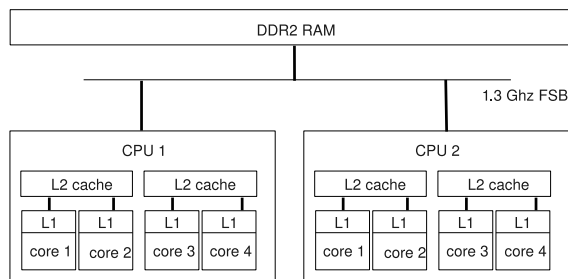 DDR2 RAM
1.3 Ghz FSB
CPU 1
CPU 2
L2 cache L2 cache
L2 cache L2 cache
L1 L1 L1 L1
L1 L1 L1 L1
core 1 core 2 core 3 core 4
core 1 core 2 core 3 core 4